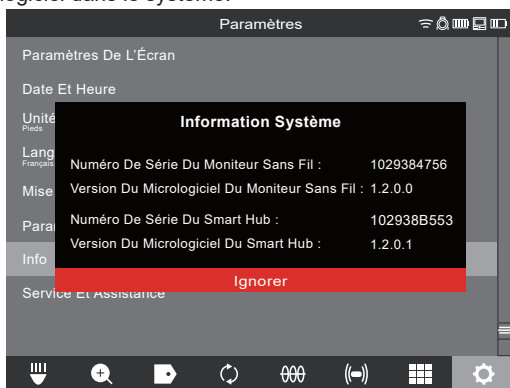 logiciel dans le système.
Paramètres
Paramètres De L'Écran
Date Et Heure
Unité
Pieds
Information Système
Lang
Français
Numéro De Série Du Moniteur Sans Fil : 1029384756
Mise
Version Du Micrologiciel Du Moniteur Sans Fil : 1.2.0.0
Para
Numéro De Série Du Smart Hub : 102938B553
Version Du Micrologiciel Du Smart Hub : 1.2.0.1
Info
Ignorer
Service Et Assistance